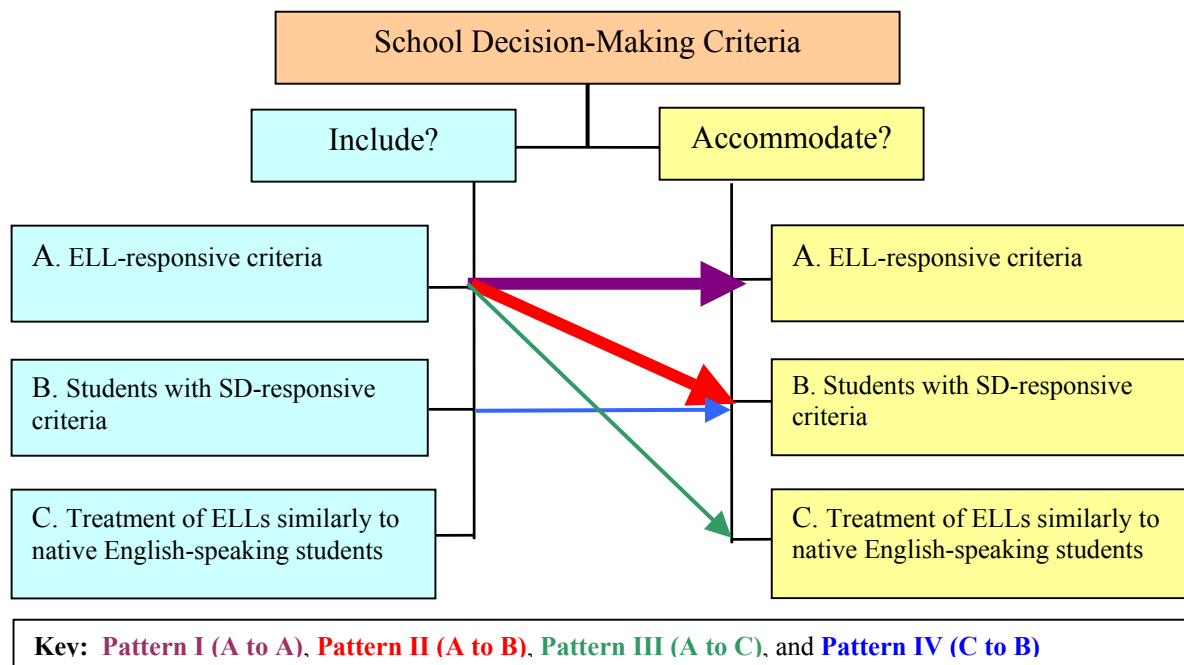 School Decision-Making Criteria
Include?
Accommodate?
A. ELL-responsive criteria
A. ELL-responsive criteria
B. Students with SD-responsive
criteria
B. Students with SD-responsive
criteria
C. Treatment of ELLs similarly to
native English-speaking students
C. Treatment of ELLs similarly to
native English-speaking students
Key: Pattern I (A to A), Pattern II (A to B), Pattern III (A to C), and Pattern IV (C to B)